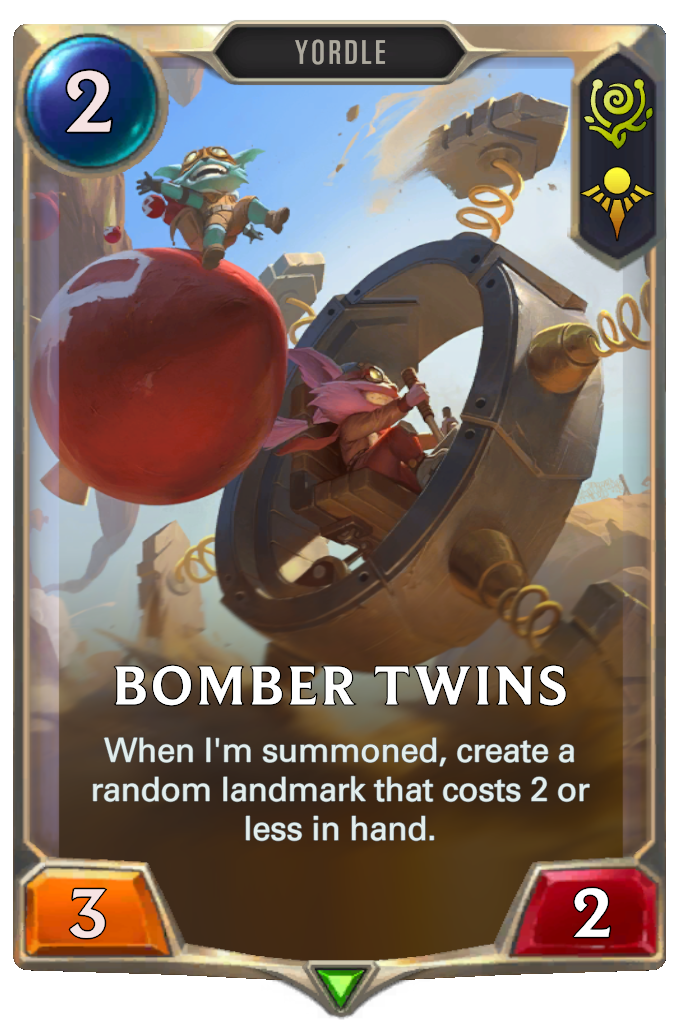 YORDLE
2
BOMBER TWINS
When I'm summoned, create a
random landmark that costs 2 or
less in hand.
3
2